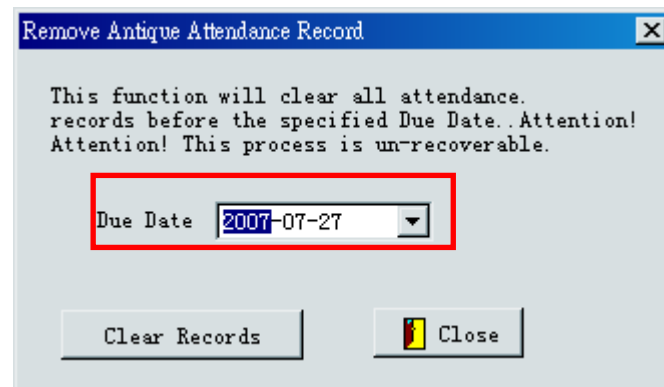 Remove Antique Attendance Record
This function will clear all attendance.
records before the specified Due Date..Attention!
Attention! This process is un-recoverable.
Due Date 2007-07-27
Clear Records Close